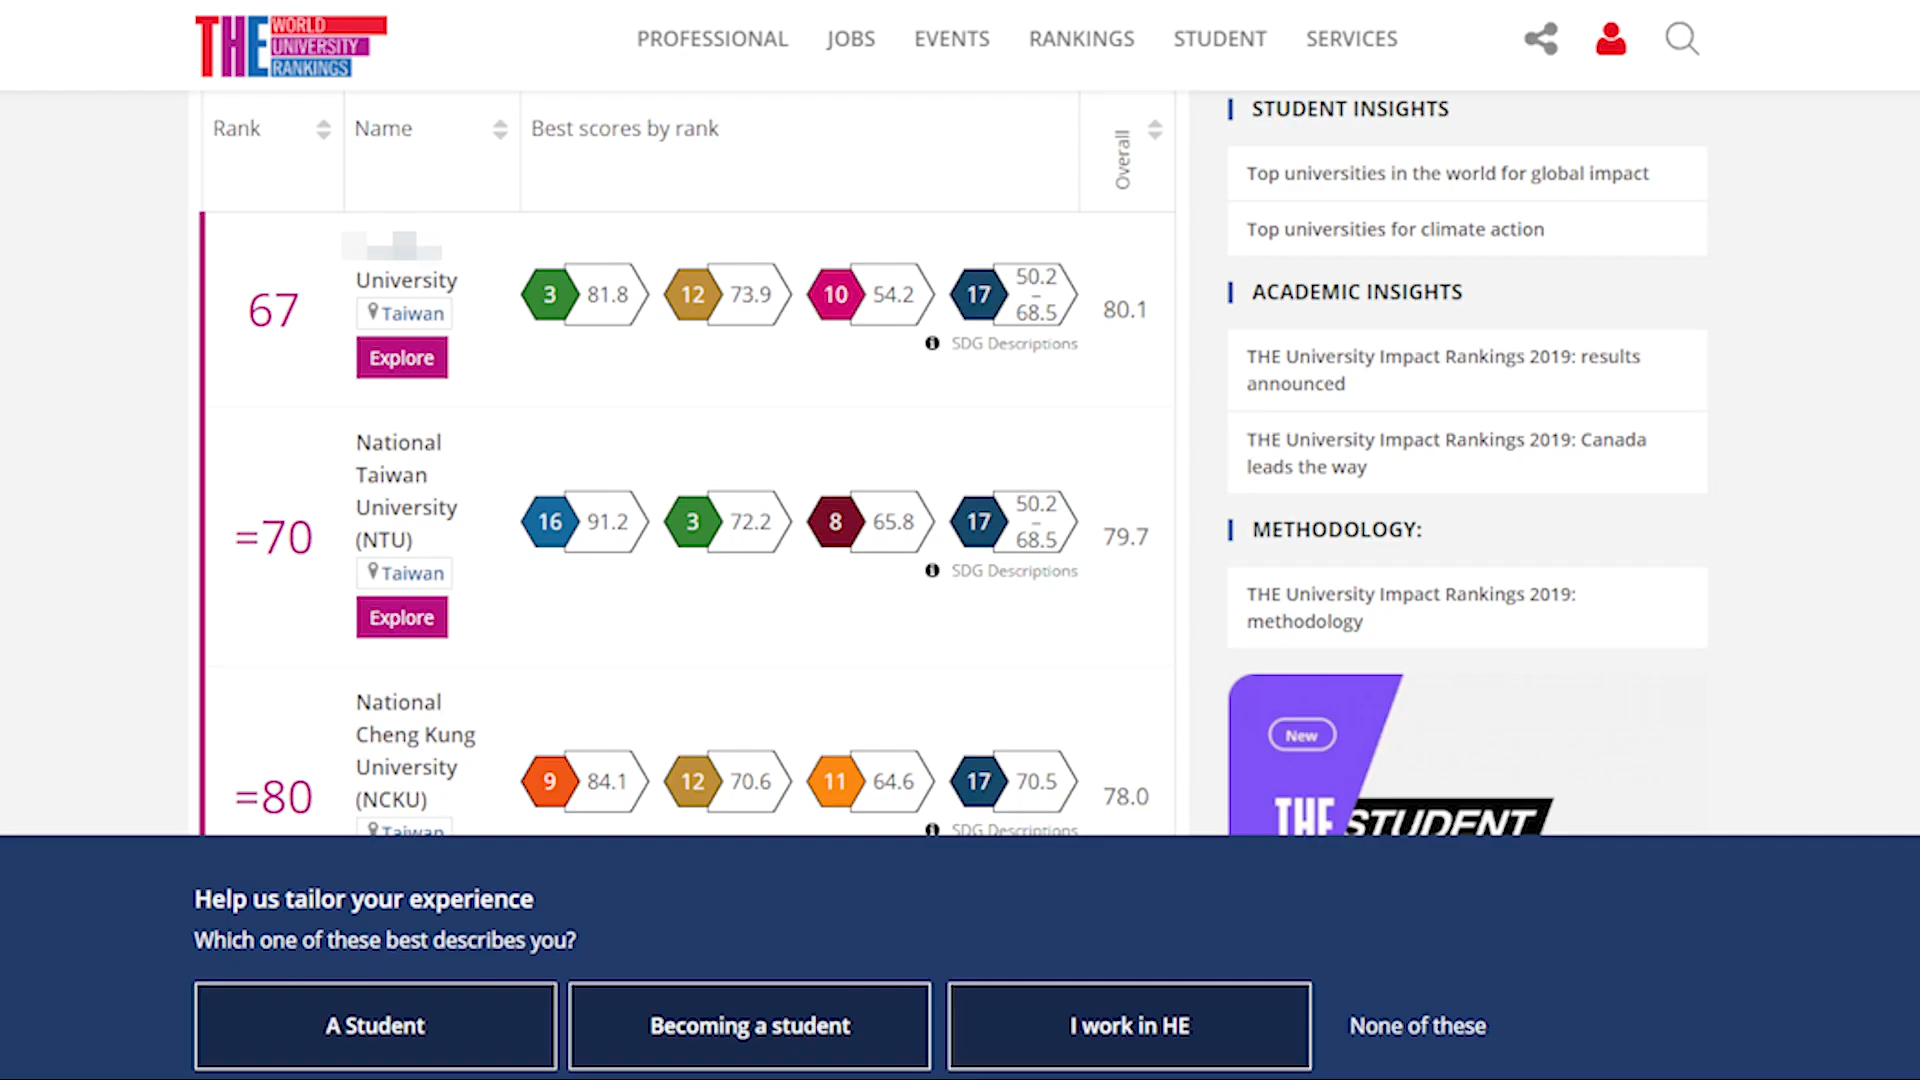 THE WORLD
UNIVERSITY
RANKINGS
PROFESSIONAL
JOBS
EVENTS
RANKINGS
STUDENT
SERVICES
Rank
Name
Best scores by rank
Overall
67
University
Taiwan
Explore
3 81.8
12 73.9
10 54.2
17 50.2
–
68.5
SDG Descriptions
80.1
=70
National
Taiwan
University
(NTU)
Taiwan
Explore
16 91.2
3 72.2
8 65.8
17 50.2
–
68.5
SDG Descriptions
79.7
=80
National
Cheng Kung
University
(NCKU)
Taiwan
9 84.1
12 70.6
11 64.6
17 70.5
SDG Descriptions
78.0
STUDENT INSIGHTS
Top universities in the world for global impact
Top universities for climate action
ACADEMIC INSIGHTS
THE University Impact Rankings 2019: results
announced
THE University Impact Rankings 2019: Canada
leads the way
METHODOLOGY:
THE University Impact Rankings 2019:
methodology
New
THE STUDENT
Help us tailor your experience
Which one of these best describes you?
A Student
Becoming a student
I work in HE
None of these